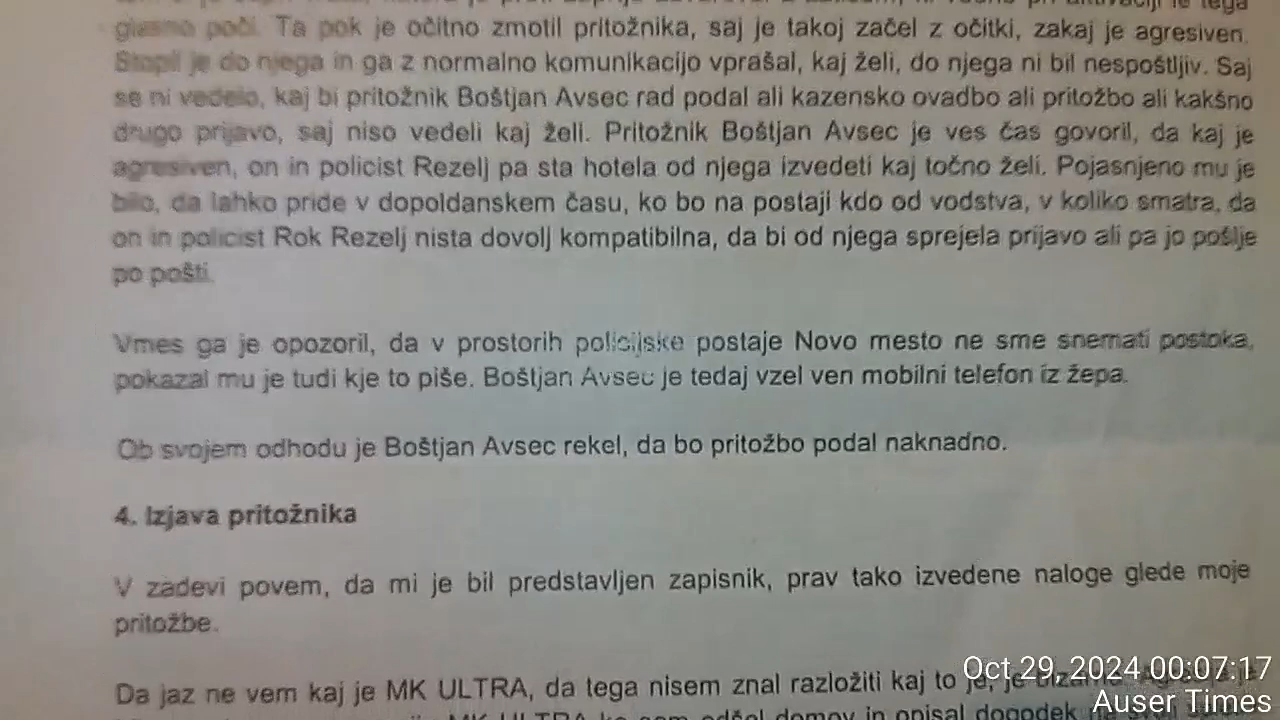 glasno poči. Ta pok je očitno zmotil pritožnika, saj je takoj začel z očitki, zakaj je agresiven.
Stopil je do njega in ga z normalno komunikacijo vprašal, kaj želi, do njega ni bil nespoštljiv. Saj
se ni vedelo, kaj bi pritožnik Boštjan Avsec rad podal ali kazensko ovadbo ali pritožbo ali kakšno
drugo prijavo, saj niso vedeli kaj želi. Pritožnik Boštjan Avsec je ves čas govoril, da kaj je
agresiven, on in policist Rezelj pa sta hotela od njega izvedeti kaj točno želi. Pojasnjeno mu je
bilo, da lahko pride v dopoldanskem času, ko bo na postaji kdo od vodstva, v koliko smatra, da
on in policist Rok Rezelj nista dovolj kompatibilna, da bi od njega sprejela prijavo ali pa jo pošlje
po pošti.
Vmes ga je opozoril, da v prostorih policijske postaje Novo mesto ne sme snemati postoka,
pokazal mu je tudi kje to piše. Boštjan Avsec je tedaj vzel ven mobilni telefon iz žepa.
Ob svojem odhodu je Boštjan Avsec rekel, da bo pritožbo podal naknadno.
4. Izjava pritožnika
V zadevi povem, da mi je bil predstavljen zapisnik, prav tako izvedene naloge glede moje
pritožbe.
Da jaz ne vem kaj je MK ULTRA, da tega nisem znal razložiti kaj to je, je
MK ULTRA ko sem odšel domov in opisal dogodek
Oct 29, 2024 00:07:17
Auser Times